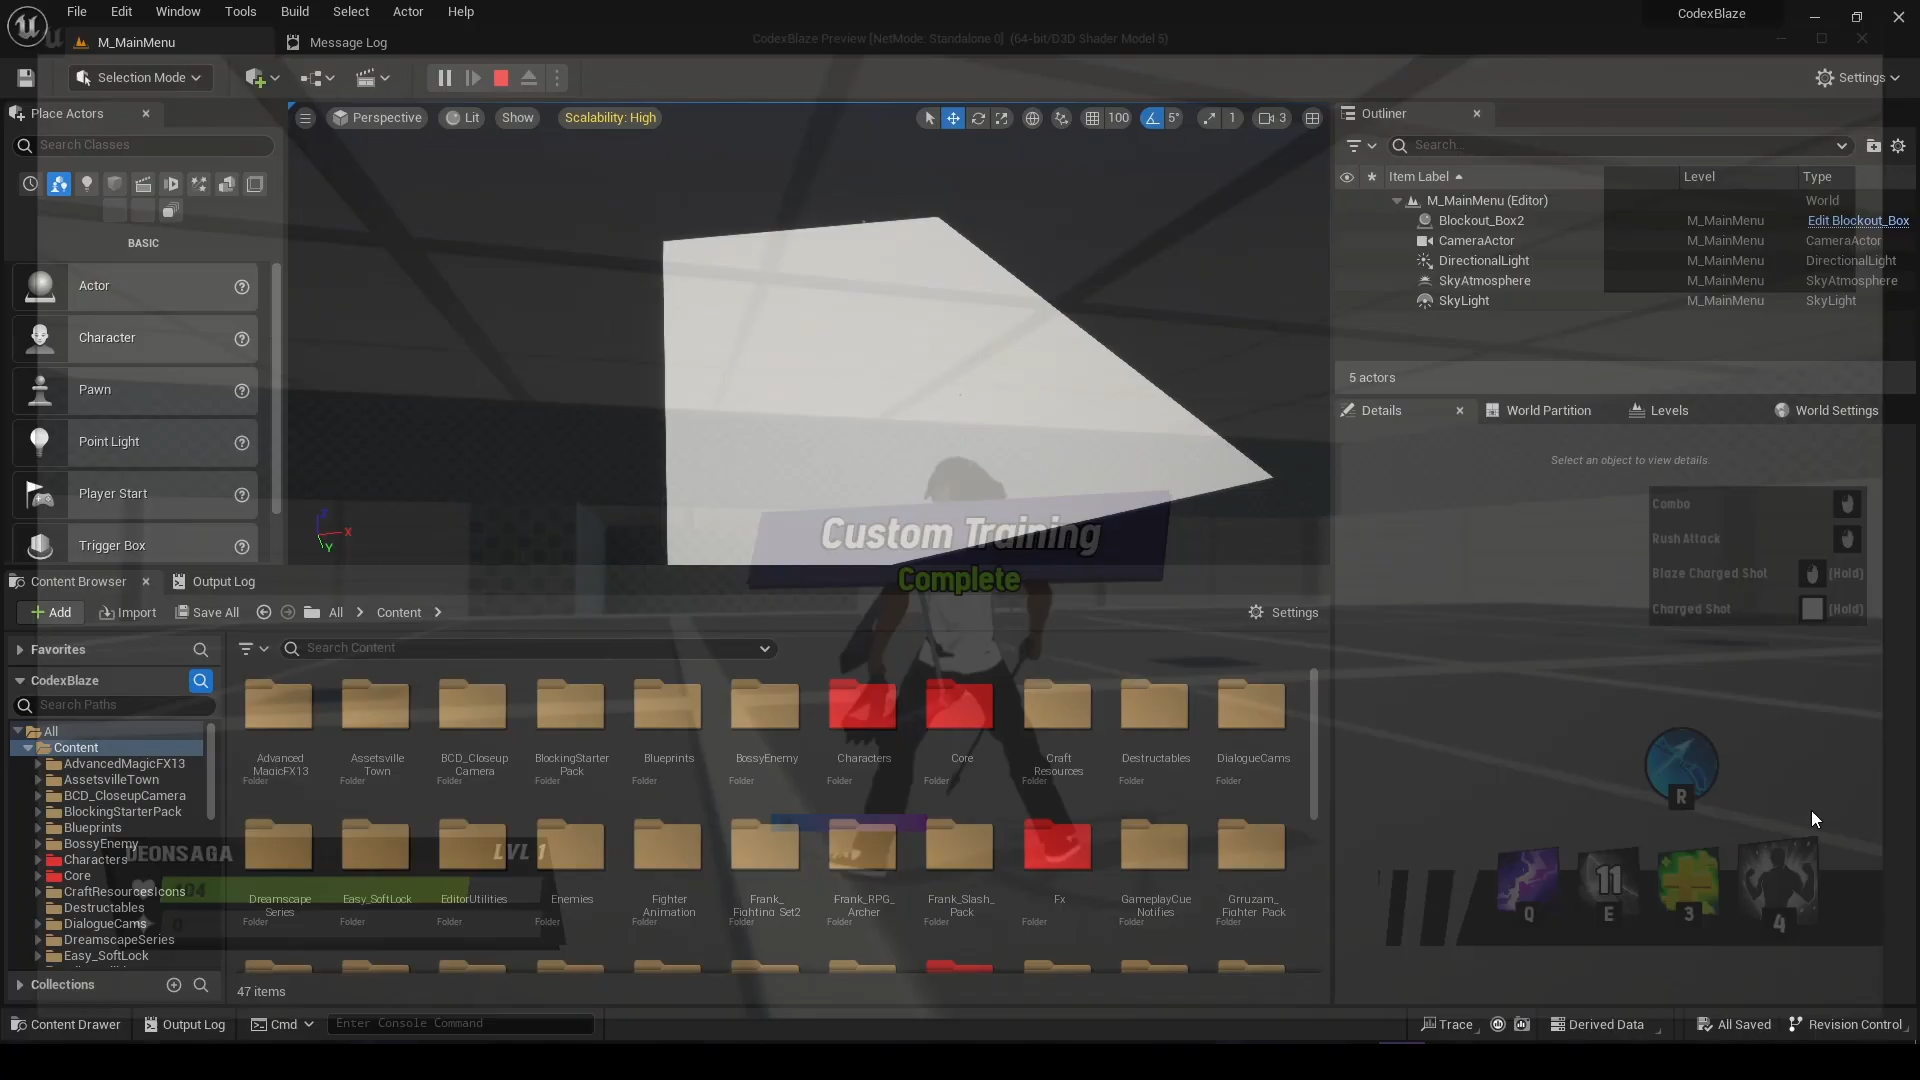 File Edit Window Tools Build Select Actor Help
CodexBlaze
M_MainMenu
Message Log
CodexBlaze Preview [NetMode: Standalone 0] (64-bit/D3D Shader Model 5)
Selection Mode
Settings
Place Actors
Perspective
Lit
Show
Scalability: High
100
5°
1
3
Outliner
Search Classes
Search...
Item Label
Level
Type
M_MainMenu (Editor)
World
Blockout_Box2
M_MainMenu
Edit Blockout_Box
CameraActor
M_MainMenu
CameraActor
DirectionalLight
M_MainMenu
DirectionalLight
SkyAtmosphere
M_MainMenu
SkyAtmosphere
SkyLight
M_MainMenu
SkyLight
5 actors
BASIC
Actor
Character
Pawn
Point Light
Player Start
Trigger Box
X
Y
Details
World Partition
Levels
World Settings
Select an object to view details.
Combo
Rush Attack
Blaze Charged Shot
(Hold)
Charged Shot
(Hold)
Custom Training
Complete
Content Browser
Output Log
Add
Import
Save All
All
Content
Settings
Favorites
Search Content
CodexBlaze
Search Paths
All
Content
AdvancedMagicFX13
AssetsvilleTown
BCD_CloseupCamera
BlockingStarterPack
Blueprints
BossyEnemy
Characters
Core
CraftResourcesIcons
Destructables
DialogueCams
DreamscapeSeries
Easy_SoftLock
Collections
Advanced
MagicFX13
Folder
Assetsville
Town
Folder
BCD_Closeup
Camera
Folder
BlockingStarter
Pack
Folder
Blueprints
Folder
BossyEnemy
Folder
Characters
Folder
Core
Folder
Craft
Resources
Folder
Destructables
Folder
DialogueCams
Folder
Dreamscape
Series
Folder
Easy_SoftLock
Folder
EditorUtilities
Folder
Enemies
Folder
Fighter
Animation
Folder
Frank_
Fighting_Set2
Folder
Frank_RPG_
Archer
Folder
Frank_Slash_
Pack
Folder
Fx
Folder
GameplayCue
Notifies
Folder
Grruzam_
Fighter_Pack
Folder
47 items
DEONSAGA
LVL 1
104
0
R
Q
11
E
3
4
Content Drawer
Output Log
Cmd
Enter Console Command
Trace
Derived Data
All Saved
Revision Control